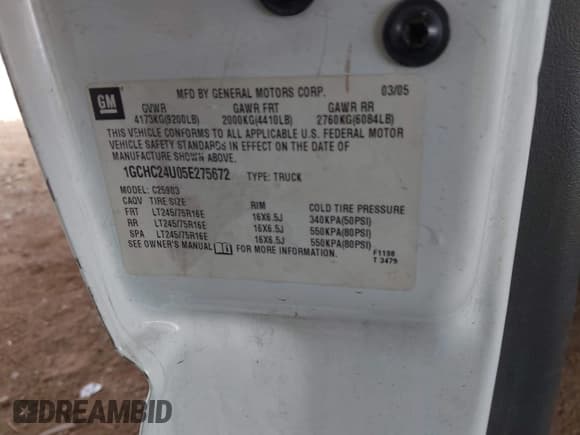 GM
MFD BY GENERAL MOTORS CORP. 03/05
GVWR GAWR FRT GAWR RR
4173KG(9200LB) 2000KG(4410LB) 2760KG(6084LB)
THIS VEHICLE CONFORMS TO ALL APPLICABLE U.S. FEDERAL MOTOR
VEHICLE SAFETY STANDARDS IN EFFECT ON THE DATE OF
MANUFACTURE SHOWN ABOVE.
1GCHC24U05E275672 TYPE: TRUCK
MODEL: C25903
CAQV TIRE SIZE RIM COLD TIRE PRESSURE
FRT LT245/75R16E 16X6.5J 340KPA(50PSI)
RR LT245/75R16E 16X6.5J 550KPA(80PSI)
SPA LT245/75R16E 16X6.5J 550KPA(80PSI)
SEE OWNER'S MANUAL FOR MORE INFORMATION.
F1198
T 3479
DREAMBID